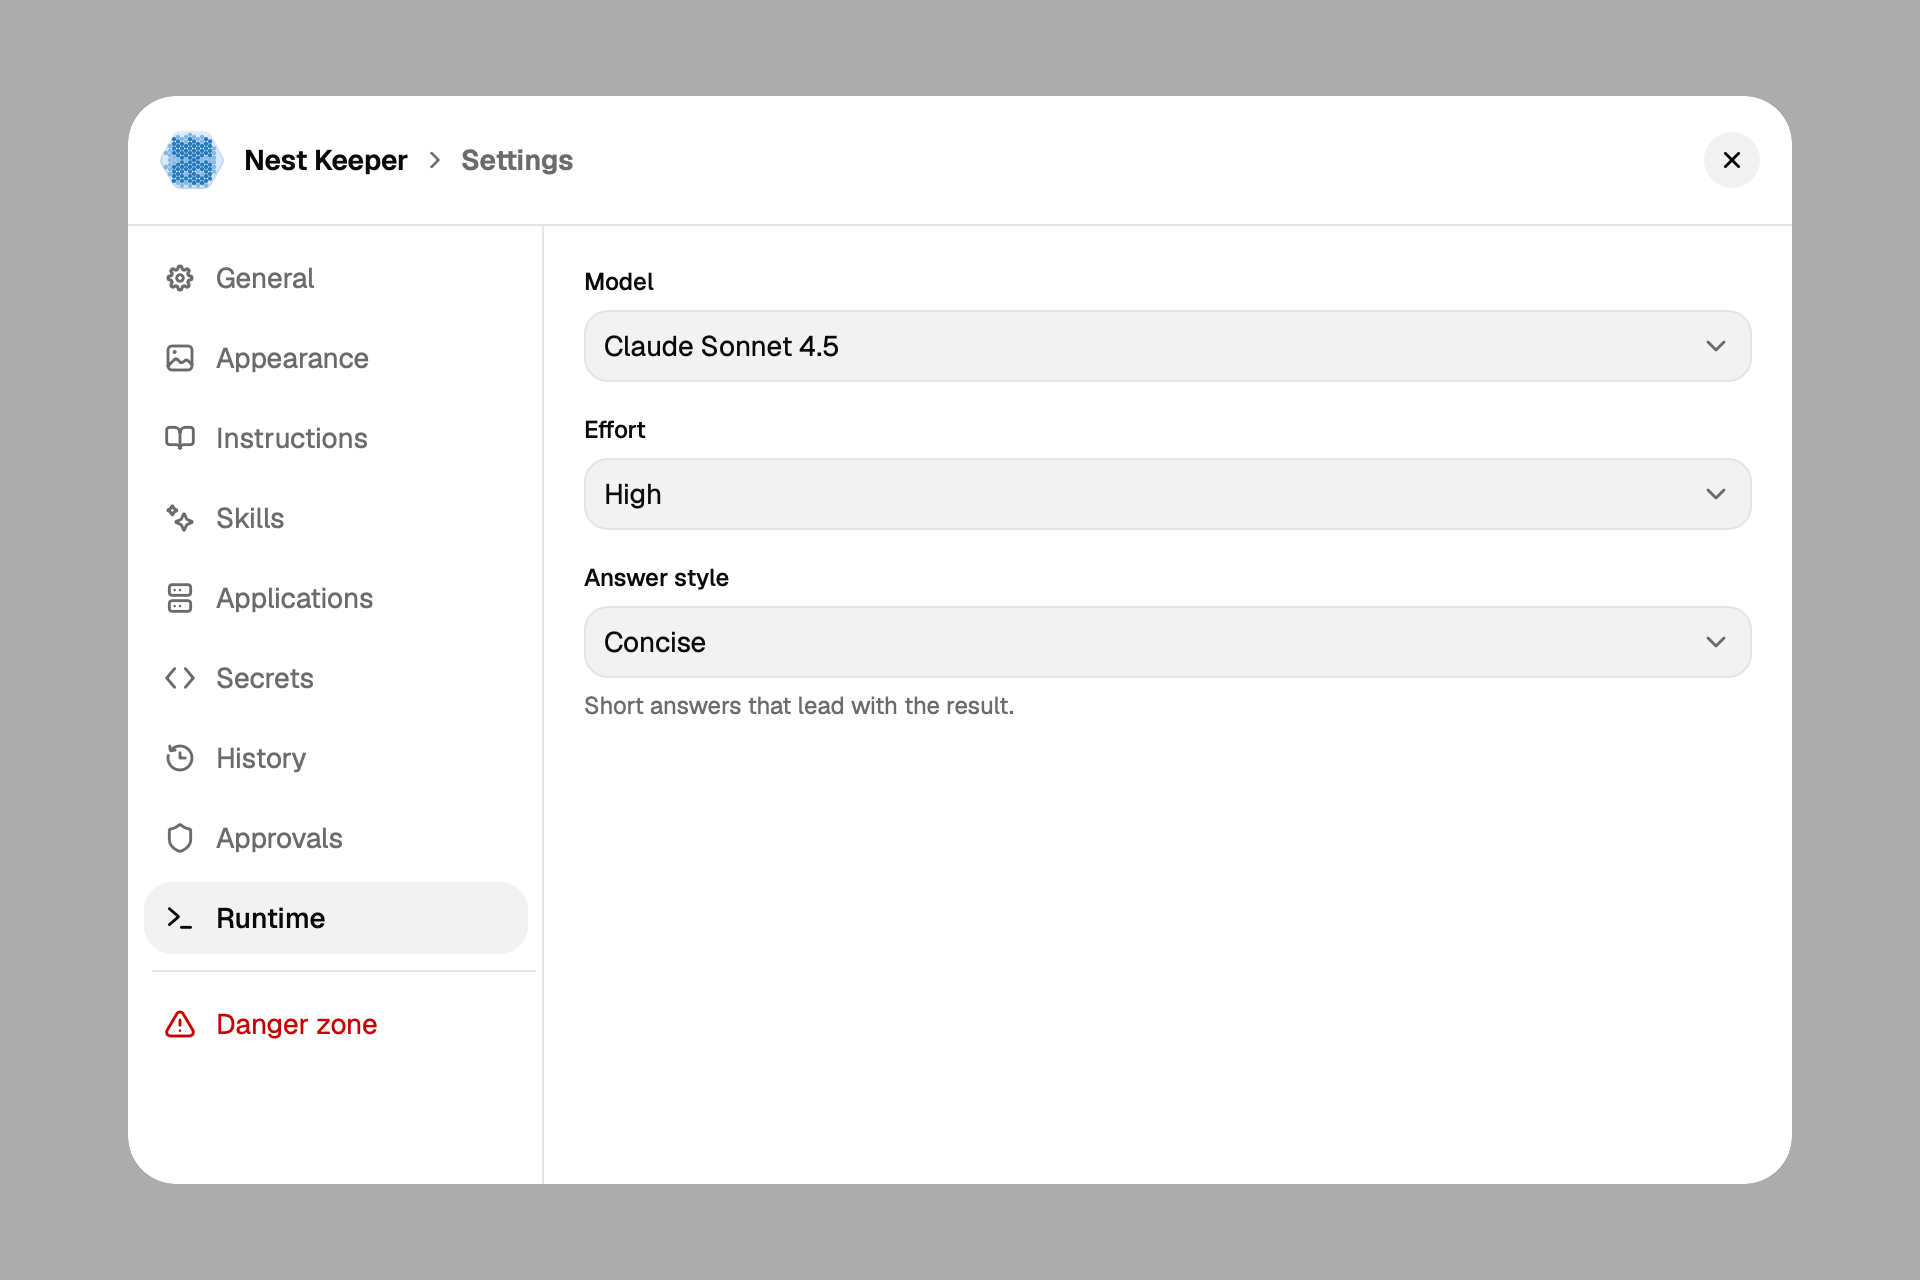 Nest Keeper > Settings
General
Appearance
Instructions
Skills
Applications
Secrets
History
Approvals
Runtime
Danger zone
Model
Claude Sonnet 4.5
Effort
High
Answer style
Concise
Short answers that lead with the result.